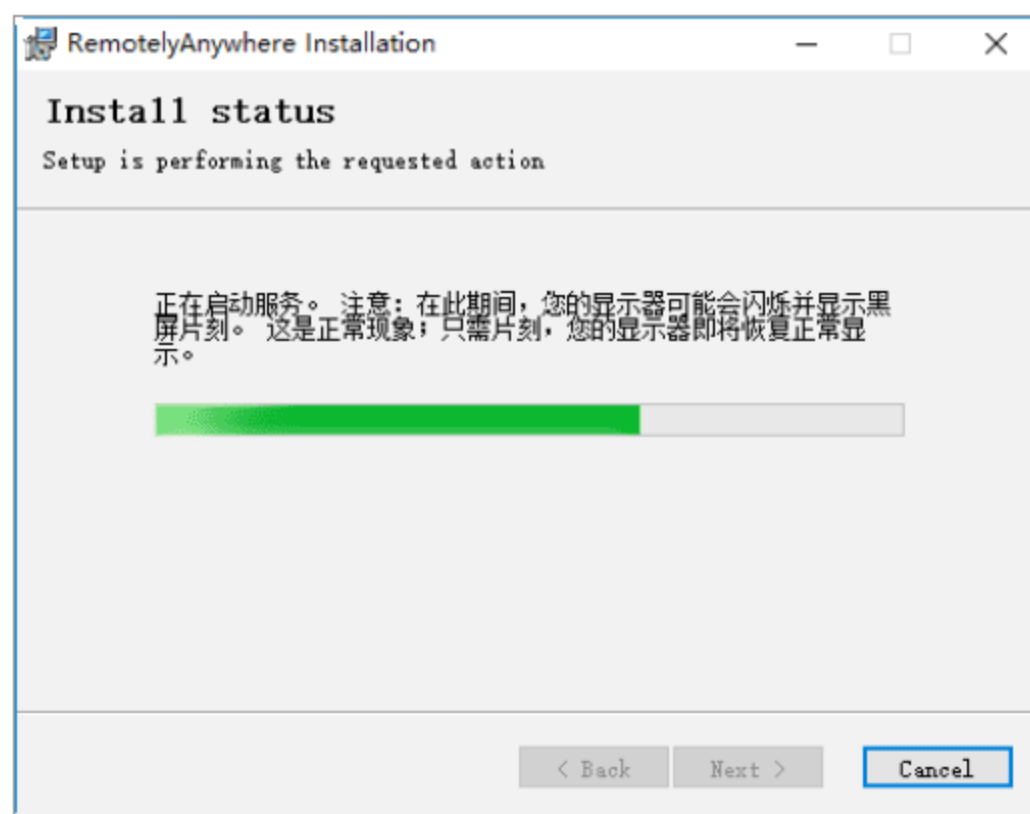 RemotelyAnywhere Installation
Install status
Setup is performing the requested action
正在启动服务。 注意：在此期间，您的显示器可能会闪烁并显示黑
屏片刻。 这是正常现象；只需片刻，您的显示器即将恢复正常显
示。
< Back Next > Cancel